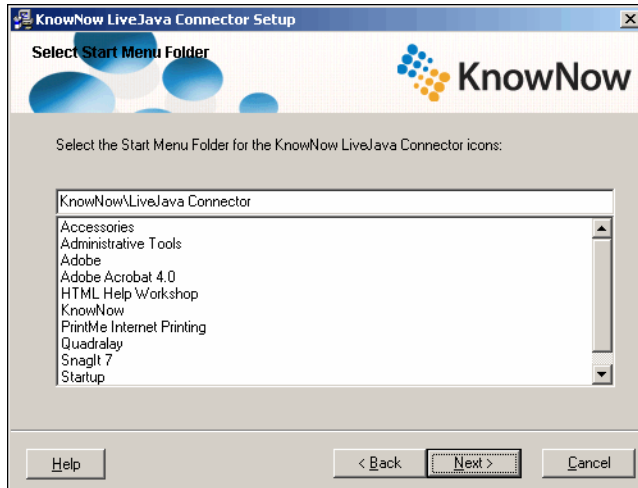 KnowNow LiveJava Connector Setup
Select Start Menu Folder
KnowNow
Select the Start Menu Folder for the KnowNow LiveJava Connector icons:
KnowNow\LiveJava Connector
Accessories
Administrative Tools
Adobe
Adobe Acrobat 4.0
HTML Help Workshop
KnowNow
PrintMe Internet Printing
Quadralay
SnagIt 7
Startup
Help
< Back
Next >
Cancel